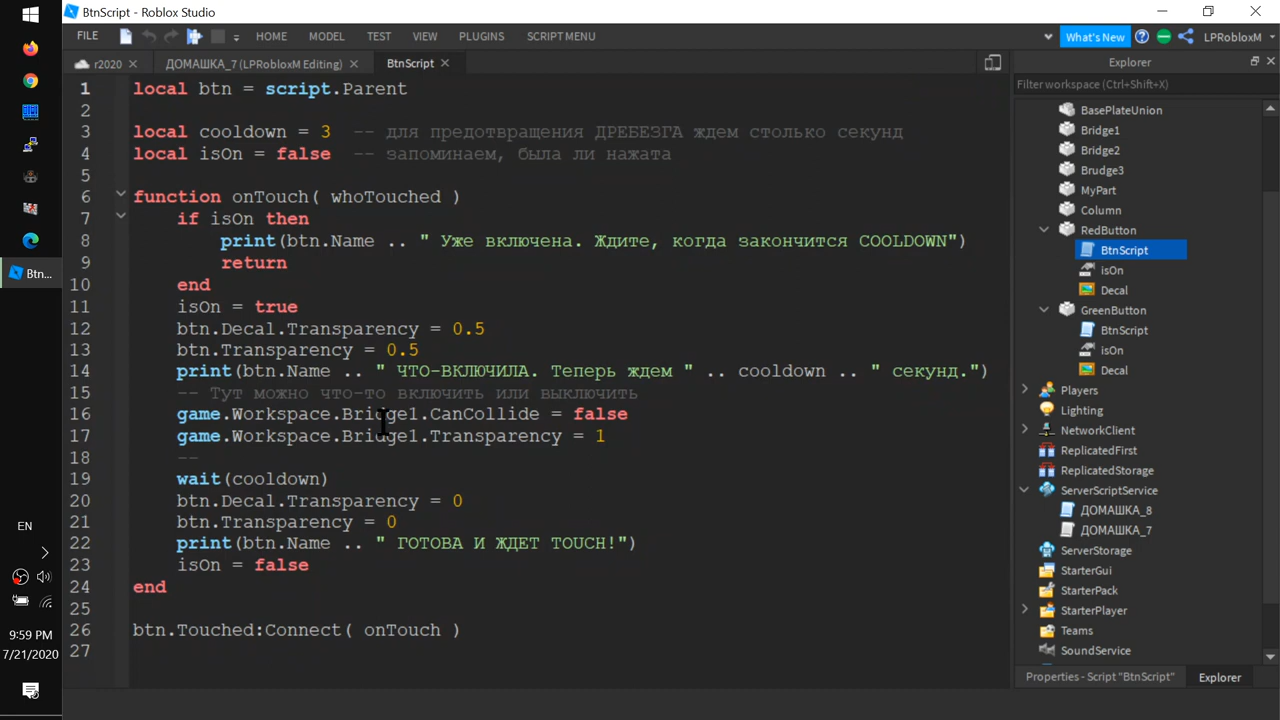 BtnScript - Roblox Studio
FILE HOME MODEL TEST VIEW PLUGINS SCRIPT MENU What's New LPRobloxM
r2020 ДОМАШКА_7 (LPRobloxM Editing) BtnScript
1 local btn = script.Parent
2
3 local cooldown = 3 -- для предотвращения ДРЕБЕЗГА ждем столько секунд
4 local isOn = false -- запоминаем, была ли нажата
5
6 function onTouch( whoTouched )
7 if isOn then
8 print(btn.Name .. " Уже включена. Ждите, когда закончится COOLDOWN")
9 return
10 end
11 isOn = true
12 btn.Decal.Transparency = 0.5
13 btn.Transparency = 0.5
14 print(btn.Name .. " ЧТО-ВКЛЮЧИЛА. Теперь ждем " .. cooldown .. " секунд.")
15 -- Тут можно что-то включить или выключить
16 game.Workspace.Bridge1.CanCollide = false
17 game.Workspace.Bridge1.Transparency = 1
18 --
19 wait(cooldown)
20 btn.Decal.Transparency = 0
21 btn.Transparency = 0
22 print(btn.Name .. " ГОТОВА И ЖДЕТ TOUCH!")
23 isOn = false
24 end
25
26 btn.Touched:Connect( onTouch )
27
Explorer
Filter workspace (Ctrl+Shift+X)
BasePlateUnion
Bridge1
Bridge2
Brudge3
MyPart
Column
RedButton
BtnScript
isOn
Decal
GreenButton
BtnScript
isOn
Decal
Players
Lighting
NetworkClient
ReplicatedFirst
ReplicatedStorage
ServerScriptService
ДОМАШКА_8
ДОМАШКА_7
ServerStorage
StarterGui
StarterPack
StarterPlayer
Teams
SoundService
Properties - Script "BtnScript" Explorer
Btn...
EN
9:59 PM
7/21/2020